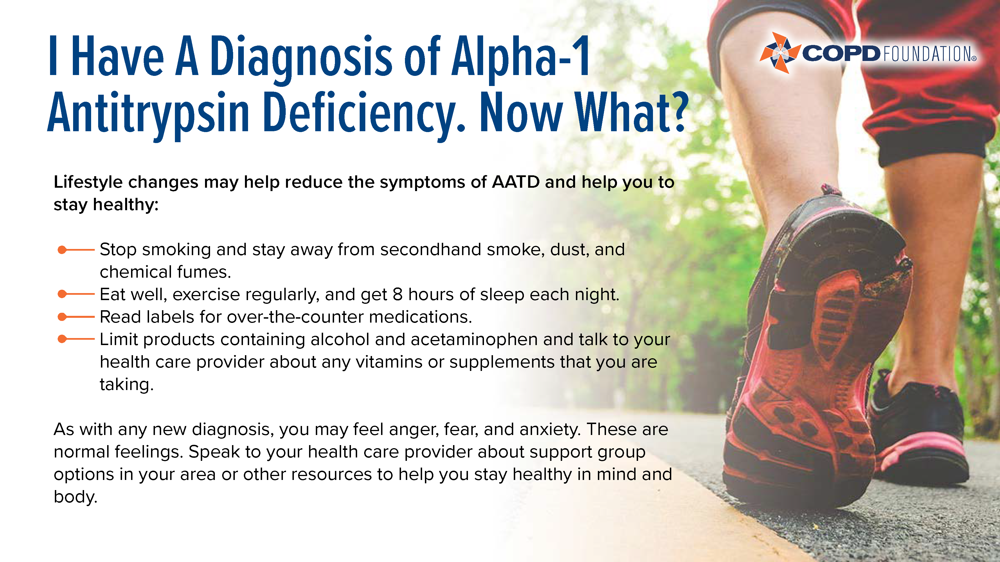 I Have A Diagnosis of Alpha-1
Antitrypsin Deficiency. Now What?
COPD FOUNDATION®
Lifestyle changes may help reduce the symptoms of AATD and help you to
stay healthy:
Stop smoking and stay away from secondhand smoke, dust, and
chemical fumes.
Eat well, exercise regularly, and get 8 hours of sleep each night.
Read labels for over-the-counter medications.
Limit products containing alcohol and acetaminophen and talk to your
health care provider about any vitamins or supplements that you are
taking.
As with any new diagnosis, you may feel anger, fear, and anxiety. These are
normal feelings. Speak to your health care provider about support group
options in your area or other resources to help you stay healthy in mind and
body.